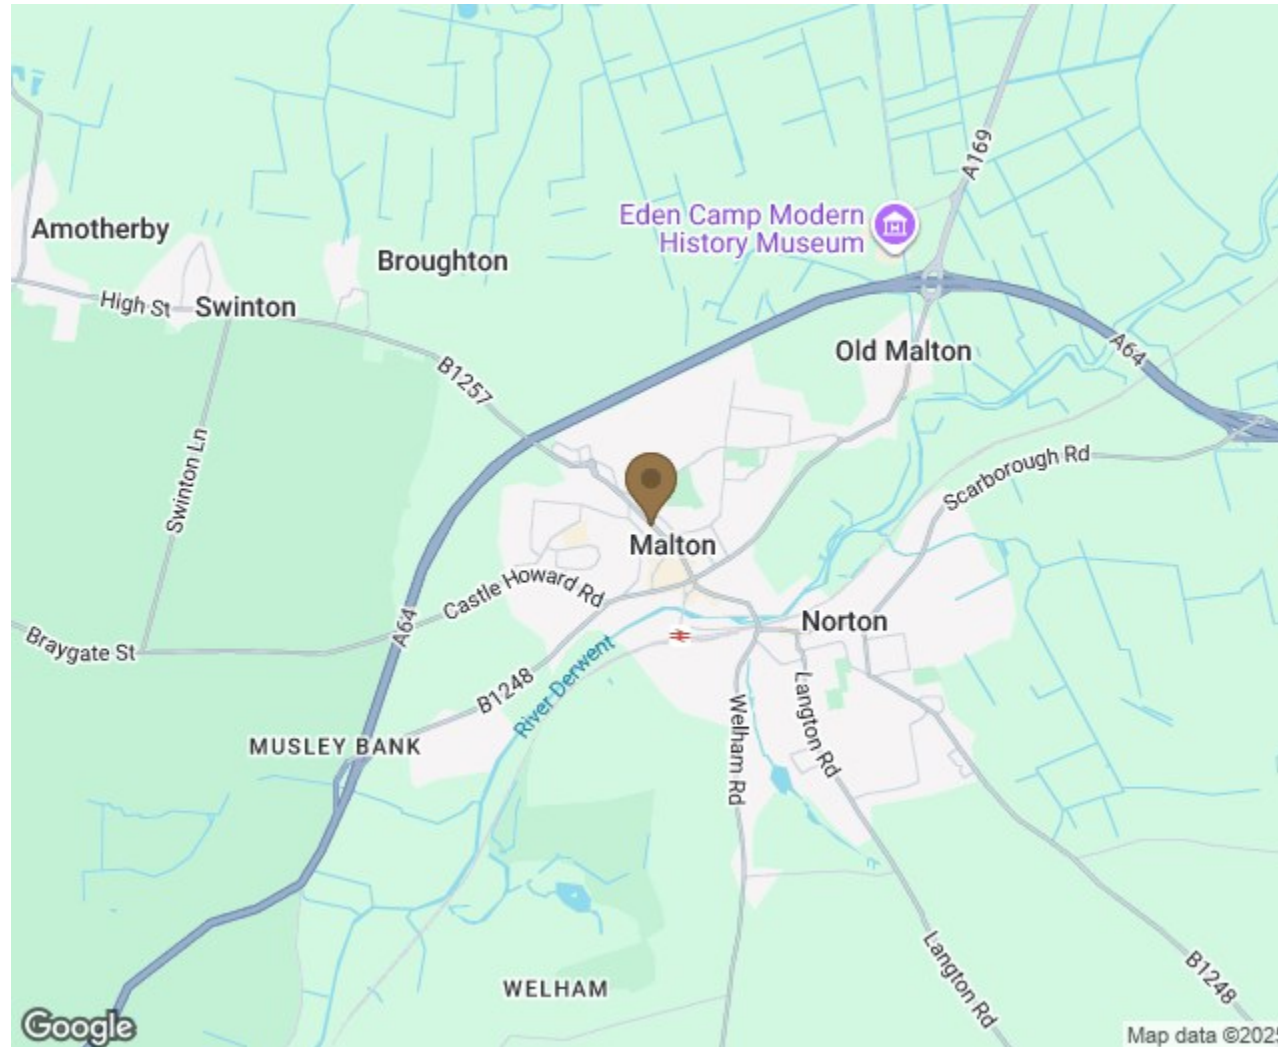 A169
Eden Camp Modern
History Museum
Amotherby
Broughton
High St
Swinton
Old Malton
A64
B1257
Swinton Ln
Scarborough Rd
Malton
Castle Howard Rd
A64
Norton
Braygate St
B1248
River Derwent
Langton Rd
Welham Rd
MUSLEY BANK
Langton Rd
B1248
WELHAM
Google
Map data ©2025